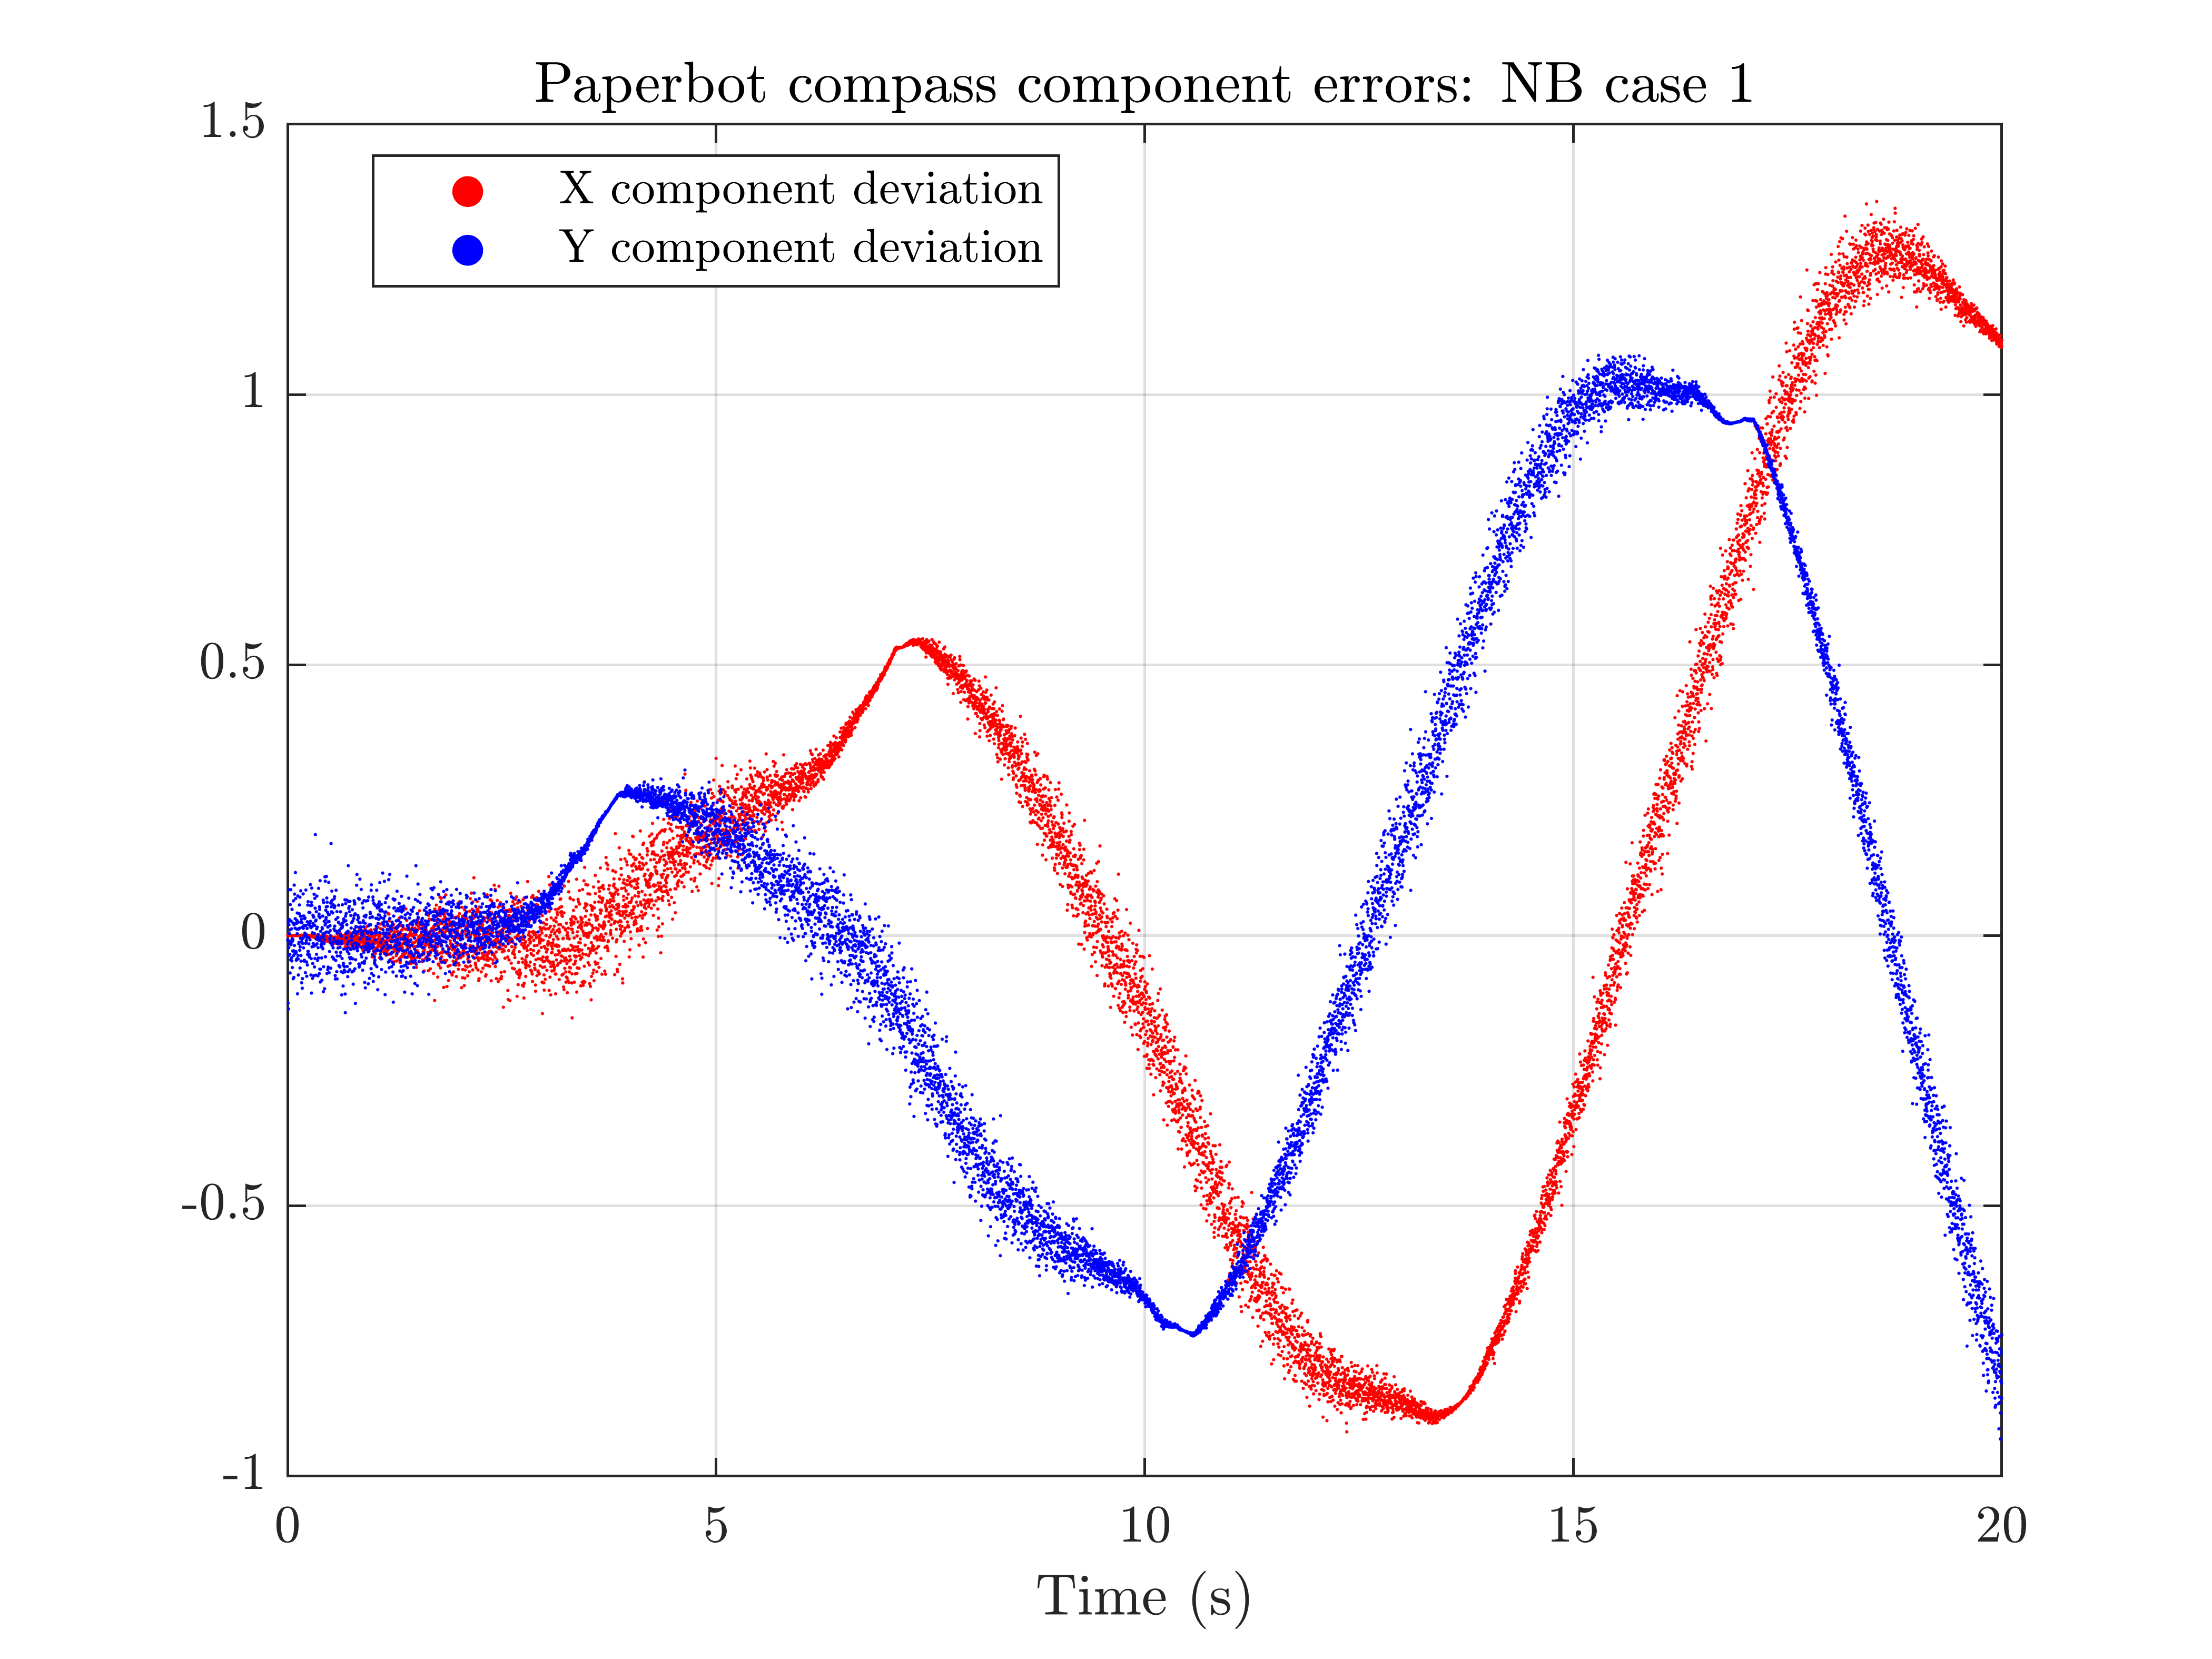 Paperbot compass component errors: NB case 1
1.5
X component deviation
Y component deviation
1
0.5
0
-0.5
-1
0 5 10 15 20
Time (s)